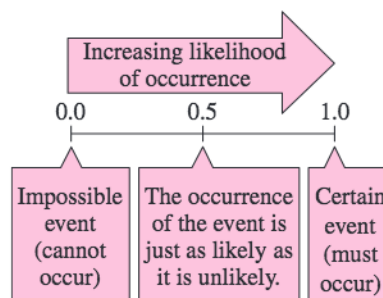 Increasing likelihood
of occurrence
0.0
0.5
1.0
Impossible
event
(cannot
occur)
The occurrence
of the event is
just as likely as
it is unlikely.
Certain
event
(must
occur)